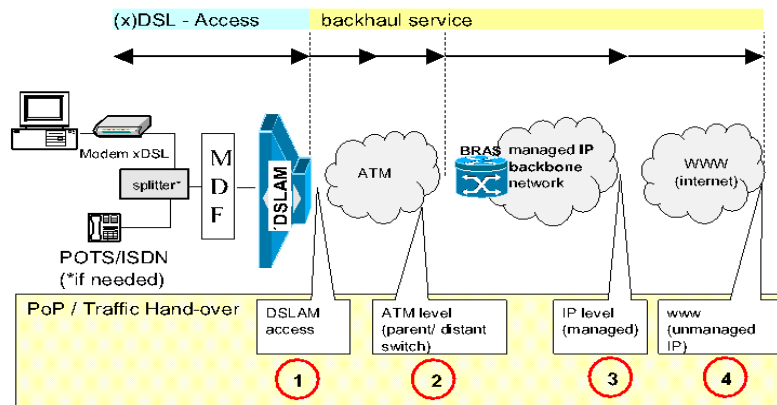 (x)DSL - Access
backhaul service
Modem xDSL
splitter*
M
D
F
DSLAM
ATM
BRAS
managed IP
backbone
network
WWW
(internet)
POTS/ISDN
(*if needed)
PoP / Traffic Hand-over
DSLAM
access
ATM level
(parent/ distant
switch)
IP level
(managed)
www
(unmanaged
IP)
1
2
3
4